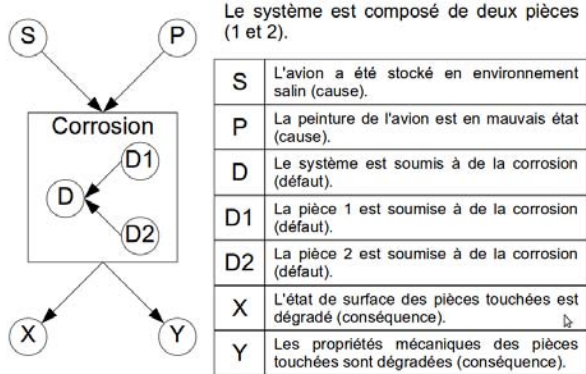 Le système est composé de deux pièces
(1 et 2).
S
P
Corrosion
D1
D
D2
X
Y
S
L'avion a été stocké en environnement
salin (cause).
P
La peinture de l'avion est en mauvais état
(cause).
D
Le système est soumis à de la corrosion
(défaut).
D1
La pièce 1 est soumise à de la corrosion
(défaut).
D2
La pièce 2 est soumise à de la corrosion
(défaut).
X
L'état de surface des pièces touchées est
dégradé (conséquence).
Y
Les propriétés mécaniques des pièces
touchées sont dégradées (conséquence).